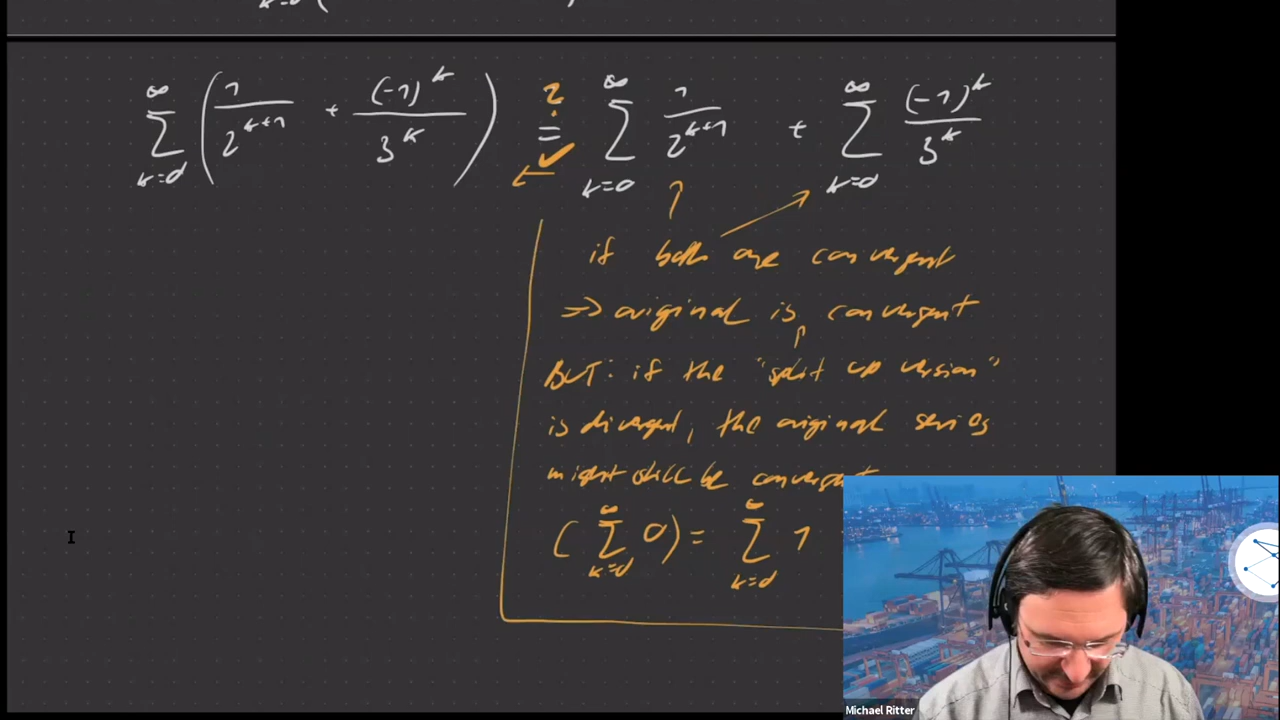 ∑_{k=0}^{∞} ( 1/2^{k+1} + (-1)^k/3^k ) ≟ ∑_{k=0}^{∞} 1/2^{k+1} + ∑_{k=0}^{∞} (-1)^k/3^k
if both are convergent
=> original is convergent
BUT: if the "split up version"
is divergent, the original series
might still be convergent
( ∑_{k=0}^{∞} 0 ) = ∑_{k=0}^{∞} 1
Michael Ritter